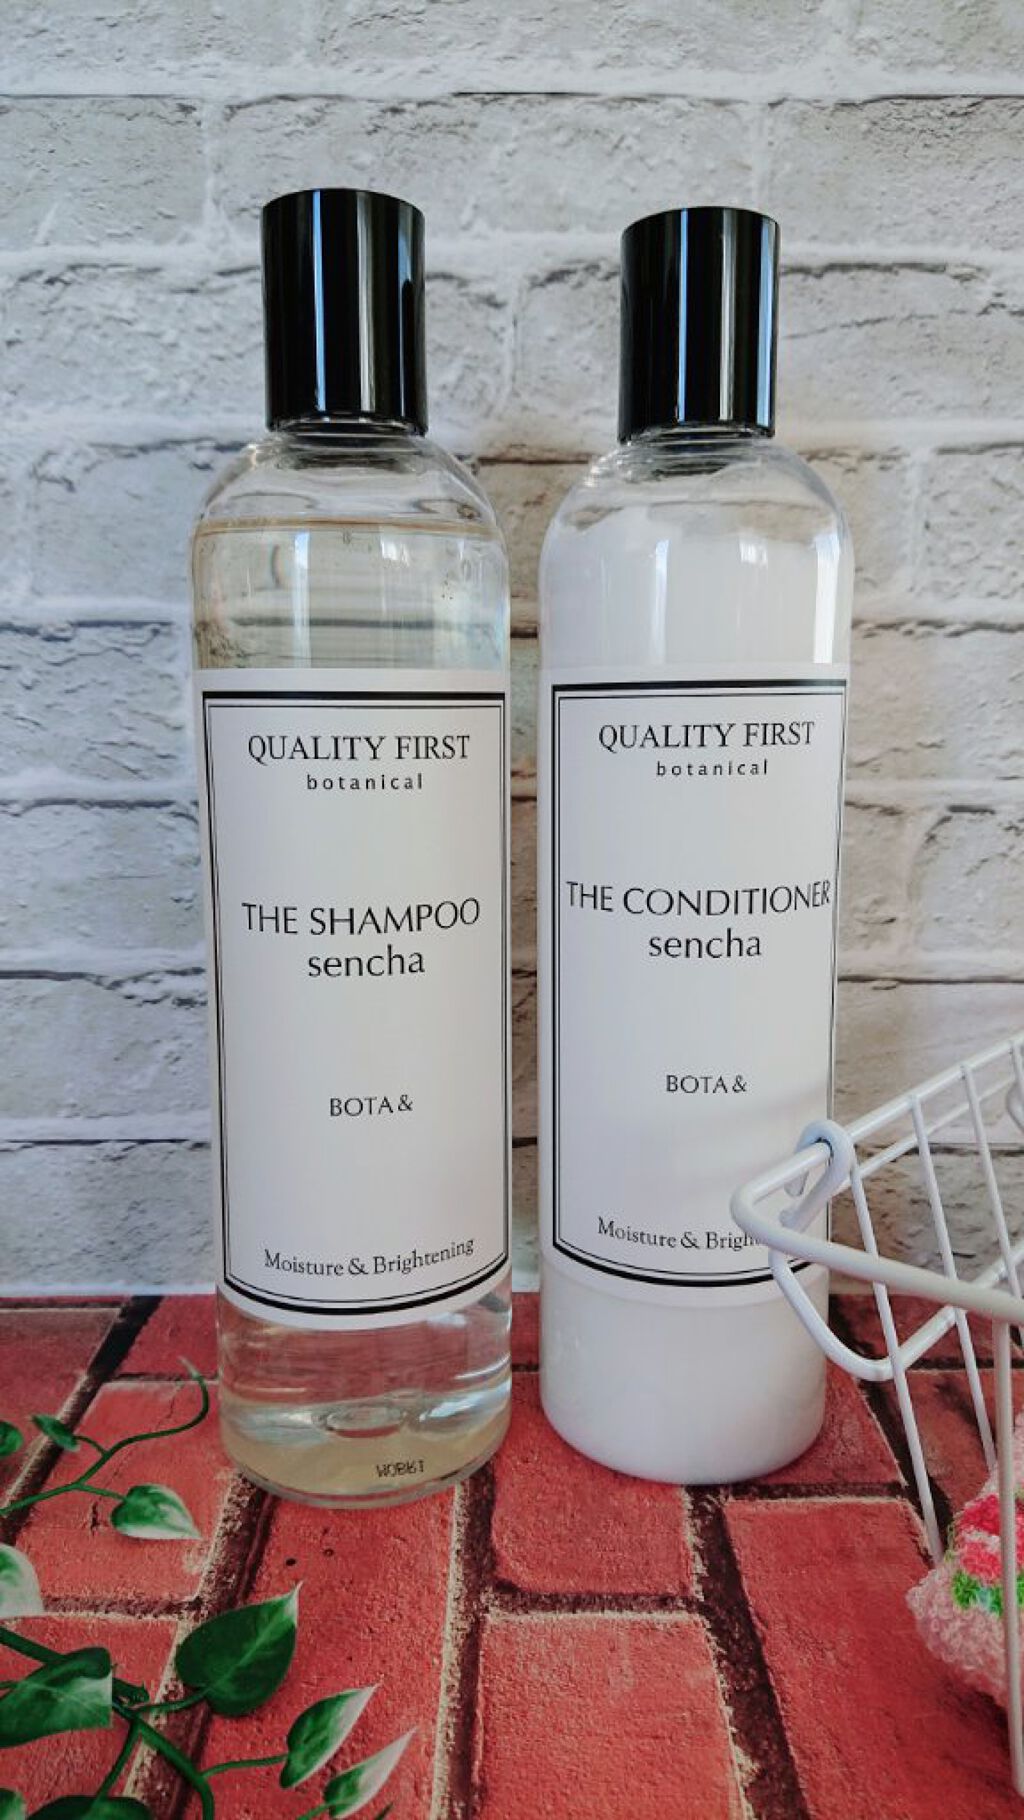 QUALITY FIRST
botanical
THE SHAMPOO
sencha
BOTA &
Moisture & Brightening
QUALITY FIRST
botanical
THE CONDITIONER
sencha
BOTA &
Moisture & Brigh